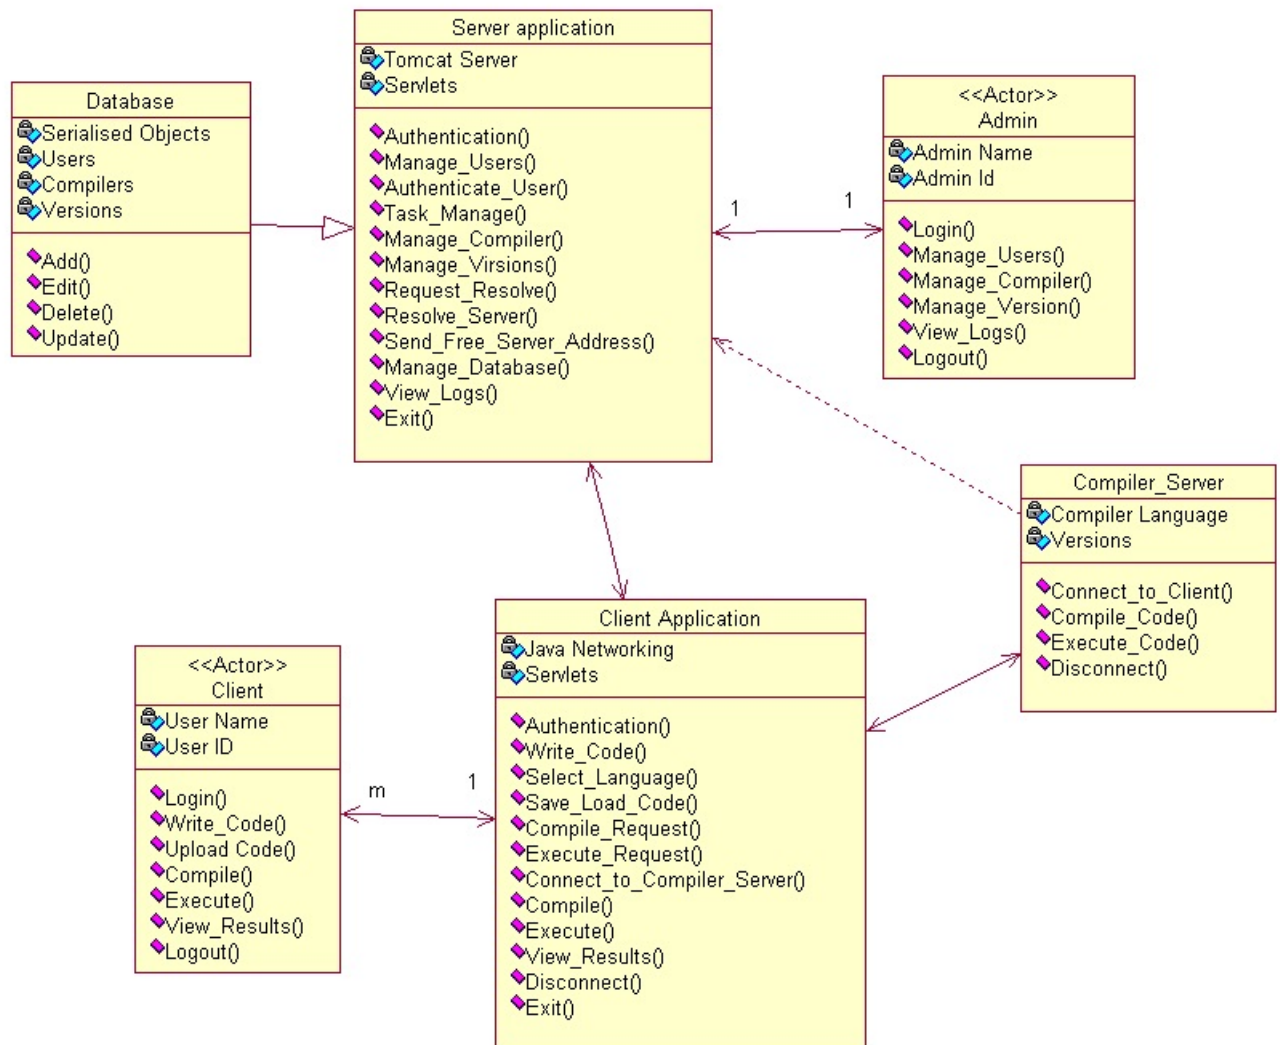 Server application
Tomcat Server
Servlets
Authentication()
Manage_Users()
Authenticate_User()
Task_Manage()
Manage_Compiler()
Manage_Virsions()
Request_Resolve()
Resolve_Server()
Send_Free_Server_Address()
Manage_Database()
View_Logs()
Exit()
Database
Serialised Objects
Users
Compilers
Versions
Add()
Edit()
Delete()
Update()
1
1
<<Actor>>
Admin
Admin Name
Admin Id
Login()
Manage_Users()
Manage_Compiler()
Manage_Version()
View_Logs()
Logout()
Compiler_Server
Compiler Language
Versions
Connect_to_Client()
Compile_Code()
Execute_Code()
Disconnect()
Client Application
Java Networking
Servlets
Authentication()
Write_Code()
Select_Language()
Save_Load_Code()
Compile_Request()
Execute_Request()
Connect_to_Compiler_Server()
Compile()
Execute()
View_Results()
Disconnect()
Exit()
<<Actor>>
Client
User Name
User ID
Login()
Write_Code()
Upload Code()
Compile()
Execute()
View_Results()
Logout()
m
1